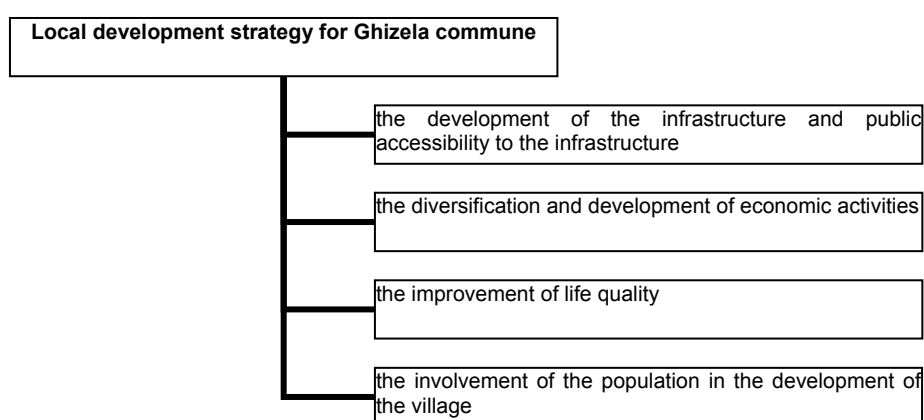 Local development strategy for Ghizela commune
the development of the infrastructure and public
accessibility to the infrastructure
the diversification and development of economic activities
the improvement of life quality
the involvement of the population in the development of
the village